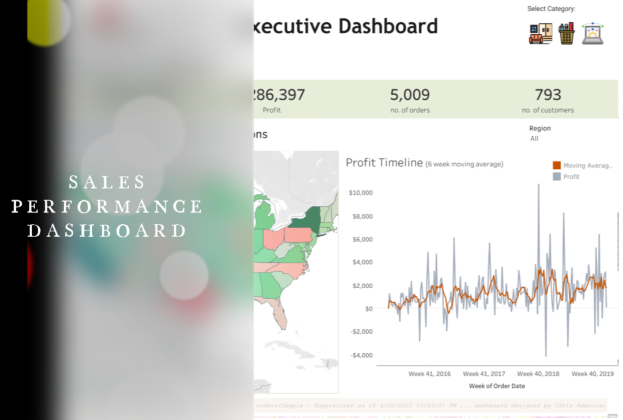 Select Category:
xecutive Dashboard
286,397
Profit
5,009
no. of orders
793
no. of customers
ons
Region
All
Profit Timeline (6 week moving average)
Moving Averag..
Profit
SALES
PERFORMANCE
DASHBOARD
$10,000
$8,000
$6,000
$4,000
$2,000
$0
-$2,000
-$4,000
Week 41, 2016
Week 41, 2017
Week 40, 2018
Week 40, 2019
Week of Order Date